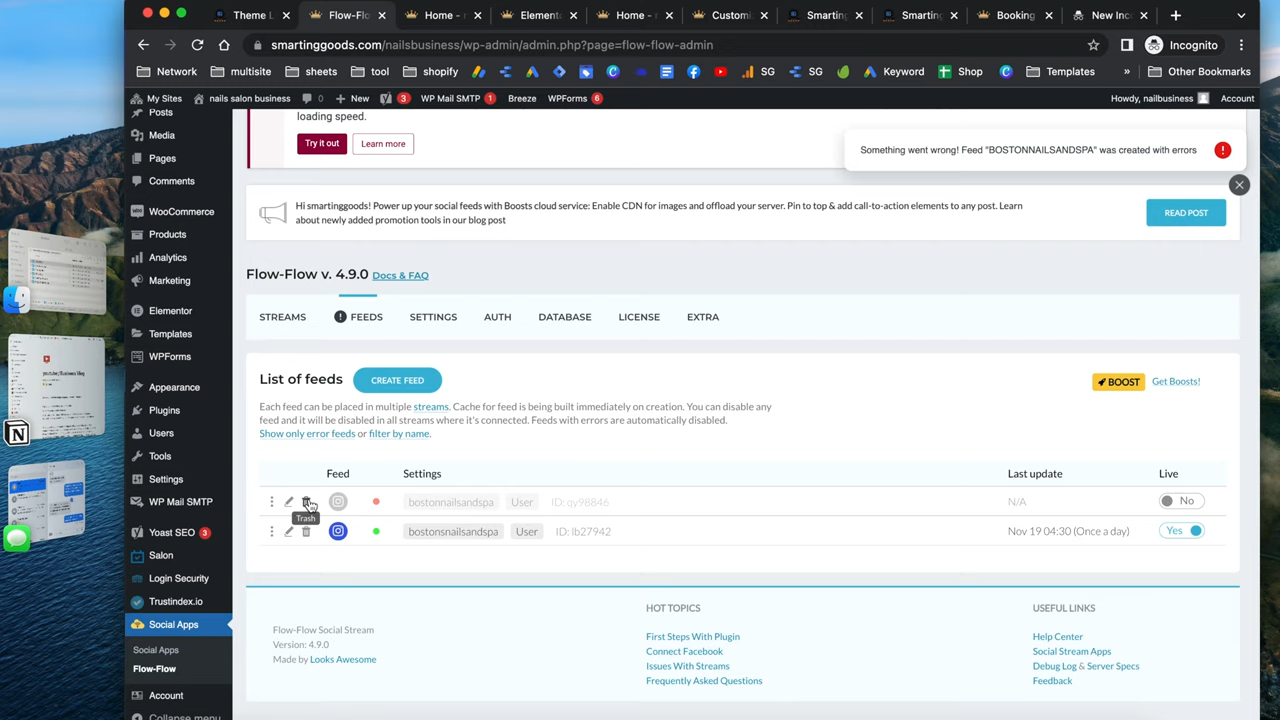 Theme L
Flow-Flo
Home - r
Elemente
Home - r
Customi
Smarting
Smarting
Booking
New Inc
smartinggoods.com/nailsbusiness/wp-admin/admin.php?page=flow-flow-admin
Incognito
Network
multisite
sheets
tool
shopify
SG
SG
Keyword
Shop
Templates
»
Other Bookmarks
My Sites
nails salon business
0
New
3
WP Mail SMTP 1
Breeze
WPForms 6
Howdy, nailbusiness
Account
Posts
Media
Pages
Comments
WooCommerce
Products
Analytics
Marketing
Elementor
Templates
WPForms
Appearance
Plugins
Users
Tools
Settings
WP Mail SMTP
Yoast SEO 3
Salon
Login Security
Trustindex.io
Social Apps
Social Apps
Flow-Flow
Account
Collapse menu
loading speed.
Try it out
Learn more
Something went wrong! Feed "BOSTONNAILSANDSPA" was created with errors
Hi smartinggoods! Power up your social feeds with Boosts cloud service: Enable CDN for images and offload your server. Pin to top & add call-to-action elements to any post. Learn
about newly added promotion tools in our blog post
READ POST
Flow-Flow v. 4.9.0 Docs & FAQ
STREAMS
FEEDS
SETTINGS
AUTH
DATABASE
LICENSE
EXTRA
List of feeds
CREATE FEED
BOOST
Get Boosts!
Each feed can be placed in multiple streams. Cache for feed is being built immediately on creation. You can disable any
feed and it will be disabled in all streams where it's connected. Feeds with errors are automatically disabled.
Show only error feeds or filter by name.
Feed
Settings
Last update
Live
bostonnailsandspa User ID: qy98846
N/A
No
Trash
bostonnailsandspa User ID: lb27942
Nov 19 04:30 (Once a day)
Yes
Flow-Flow Social Stream
Version: 4.9.0
Made by Looks Awesome
HOT TOPICS
First Steps With Plugin
Connect Facebook
Issues With Streams
Frequently Asked Questions
USEFUL LINKS
Help Center
Social Stream Apps
Debug Log & Server Specs
Feedback